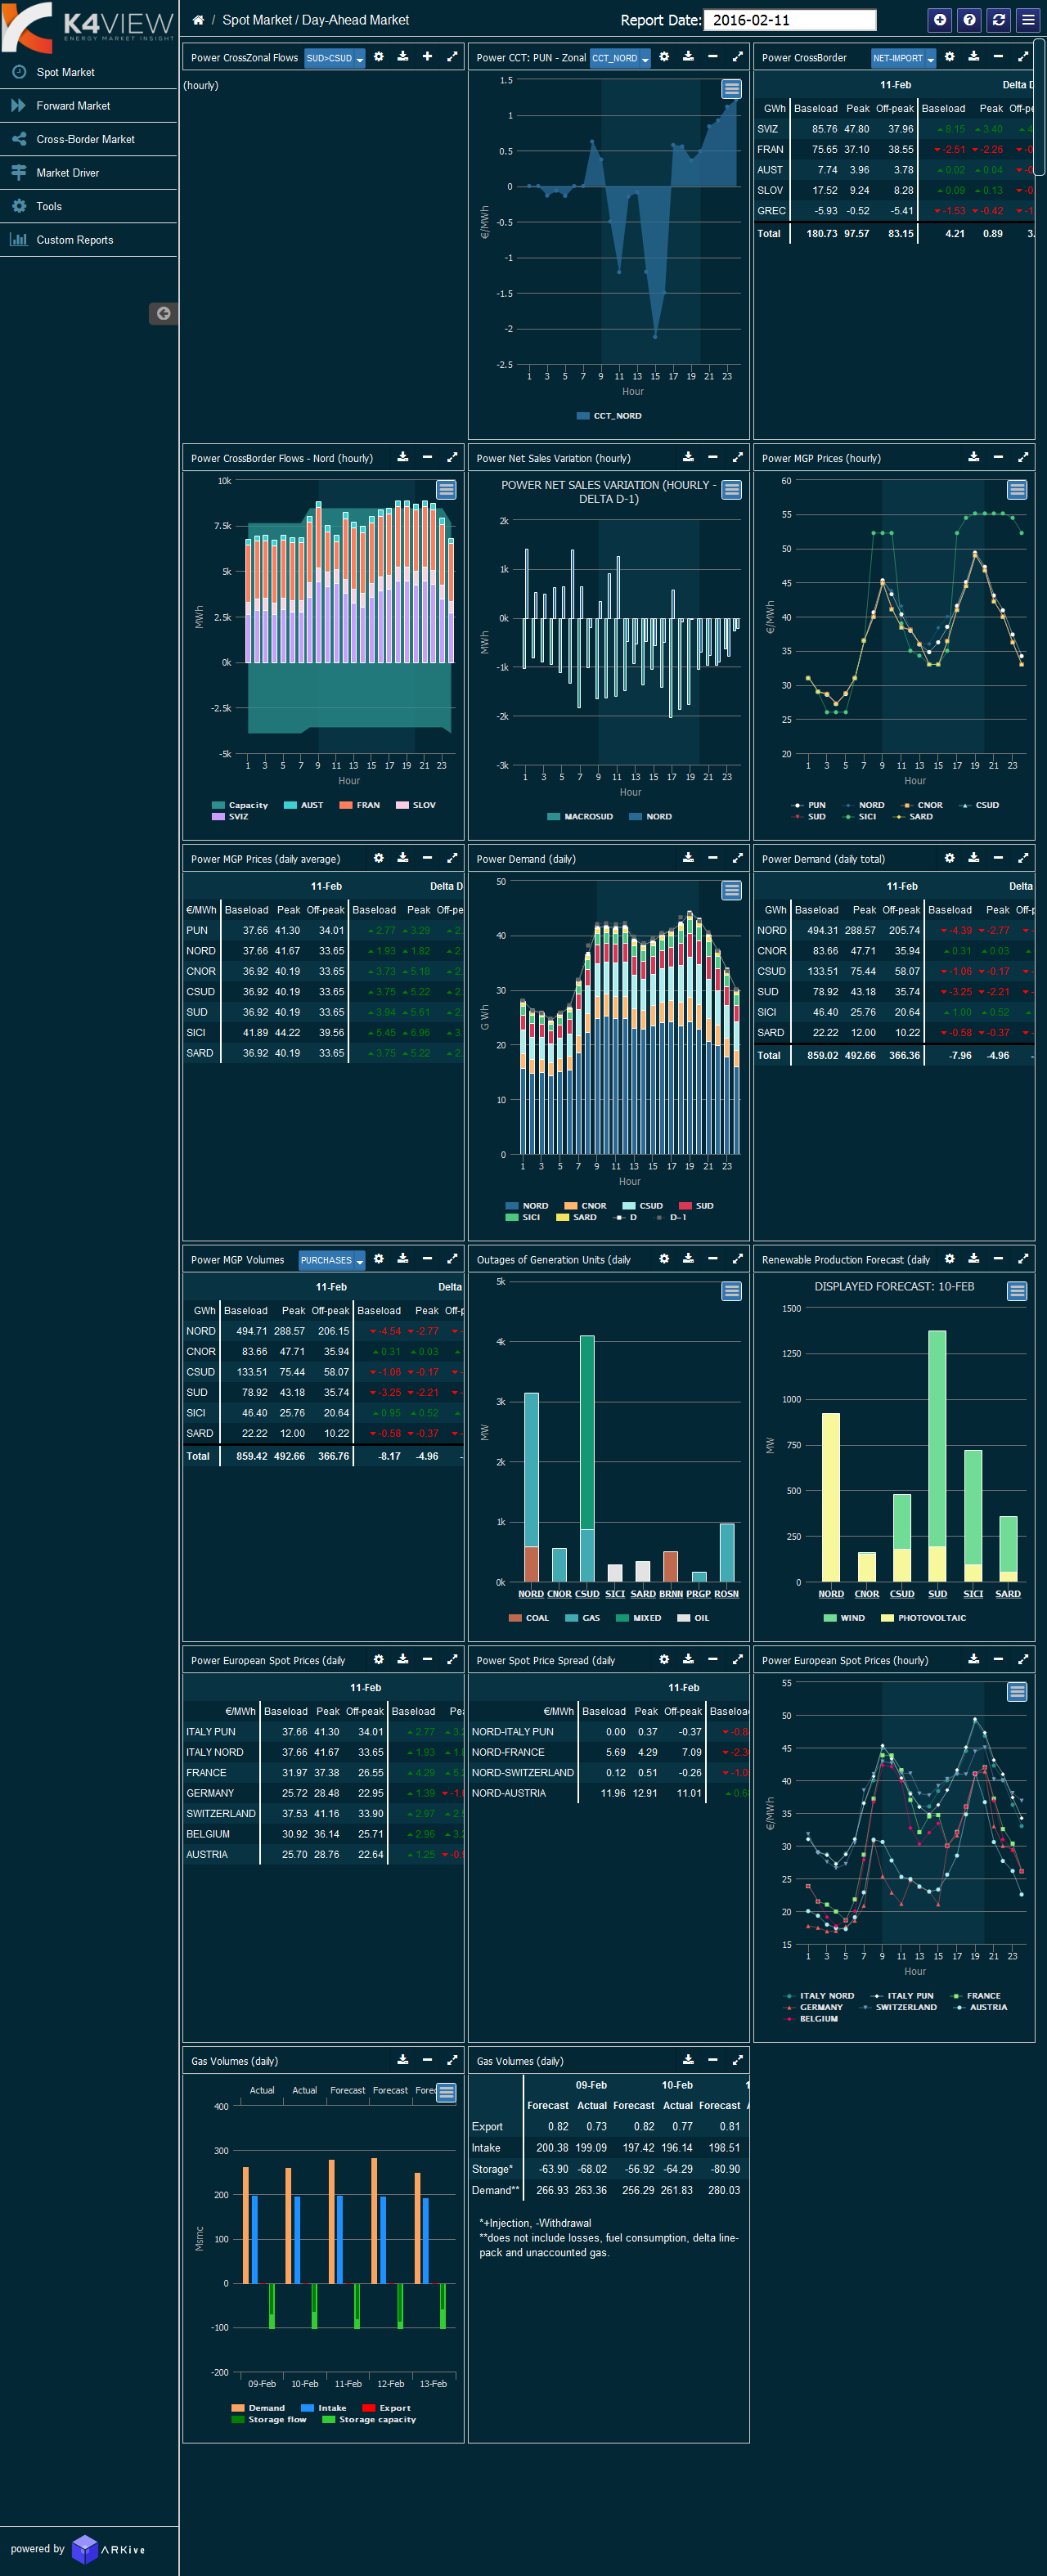 K4VIEW
ENERGY MARKET INSIGHT
Spot Market
Forward Market
Cross-Border Market
Market Driver
Tools
Custom Reports
/ Spot Market / Day-Ahead Market
Report Date: 2016-02-11
Power CrossZonal Flows SUD>CSUD
(hourly)
Power CCT: PUN - Zonal CCT_NORD
1.5
1
0.5
0
-0.5
-1
-1.5
-2
-2.5
€/MWh
1 3 5 7 9 11 13 15 17 19 21 23
Hour
CCT_NORD
Power CrossBorder NET-IMPORT
11-Feb Delta D
GWh Baseload Peak Off-peak Baseload Peak Off-pe
SVIZ 85.76 47.80 37.96 8.15 3.40 4
FRAN 75.65 37.10 38.55 -2.51 -2.26 -0
AUST 7.74 3.96 3.78 0.02 0.04 -0
SLOV 17.52 9.24 8.28 0.09 0.13 -0
GREC -5.93 -0.52 -5.41 -1.53 -0.42 -1
Total 180.73 97.57 83.15 4.21 0.89 3.
Power CrossBorder Flows - Nord (hourly)
10k
7.5k
5k
2.5k
0k
-2.5k
-5k
MWh
1 3 5 7 9 11 13 15 17 19 21 23
Hour
Capacity AUST FRAN SLOV
SVIZ
Power Net Sales Variation (hourly)
POWER NET SALES VARIATION (HOURLY -
DELTA D-1)
2k
1k
0k
-1k
-2k
-3k
MWh
1 3 5 7 9 11 13 15 17 19 21 23
Hour
MACROSUD NORD
Power MGP Prices (hourly)
60
55
50
45
40
35
30
25
20
€/MWh
1 3 5 7 9 11 13 15 17 19 21 23
Hour
PUN NORD CNOR CSUD
SUD SICI SARD
Power MGP Prices (daily average)
11-Feb Delta D
€/MWh Baseload Peak Off-peak Baseload Peak Off-pe
PUN 37.66 41.30 34.01 2.77 3.29 2.
NORD 37.66 41.67 33.65 1.93 1.82 2.
CNOR 36.92 40.19 33.65 3.73 5.18 2.
CSUD 36.92 40.19 33.65 3.75 5.22 2.
SUD 36.92 40.19 33.65 3.94 5.61 2.
SICI 41.89 44.22 39.56 5.45 6.96 3
SARD 36.92 40.19 33.65 3.75 5.22 2.
Power Demand (daily)
50
40
30
20
10
0
G Wh
1 3 5 7 9 11 13 15 17 19 21 23
Hour
NORD CNOR CSUD SUD
SICI SARD D D-1
Power Demand (daily total)
11-Feb Delta
GWh Baseload Peak Off-peak Baseload Peak Off-p
NORD 494.31 288.57 205.74 -4.39 -2.77 -
CNOR 83.66 47.71 35.94 0.31 0.03
CSUD 133.51 75.44 58.07 -1.06 -0.17 -
SUD 78.92 43.18 35.74 -3.25 -2.21 -
SICI 46.40 25.76 20.64 1.00 0.52
SARD 22.22 12.00 10.22 -0.58 -0.37 -
Total 859.02 492.66 366.36 -7.96 -4.96 -
Power MGP Volumes PURCHASES
11-Feb Delta
GWh Baseload Peak Off-peak Baseload Peak Off-p
NORD 494.71 288.57 206.15 -4.54 -2.77 -
CNOR 83.66 47.71 35.94 0.31 0.03
CSUD 133.51 75.44 58.07 -1.06 -0.17 -
SUD 78.92 43.18 35.74 -3.25 -2.21 -
SICI 46.40 25.76 20.64 0.95 0.52
SARD 22.22 12.00 10.22 -0.58 -0.37 -
Total 859.42 492.66 366.76 -8.17 -4.96 -
Outages of Generation Units (daily
5k
4k
3k
2k
1k
0k
MW
NORD CNOR CSUD SICI SARD BRNN PRGP ROSN
COAL GAS MIXED OIL
Renewable Production Forecast (daily
DISPLAYED FORECAST: 10-FEB
1500
1250
1000
750
500
250
0
MW
NORD CNOR CSUD SUD SICI SARD
WIND PHOTOVOLTAIC
Power European Spot Prices (daily
11-Feb
€/MWh Baseload Peak Off-peak Baseload Pea
ITALY PUN 37.66 41.30 34.01 2.77 3.
ITALY NORD 37.66 41.67 33.65 1.93 1.
FRANCE 31.97 37.38 26.55 4.29 5.
GERMANY 25.72 28.48 22.95 1.39 -1.
SWITZERLAND 37.53 41.16 33.90 2.97 2.
BELGIUM 30.92 36.14 25.71 2.96 3.
AUSTRIA 25.70 28.76 22.64 1.25 -0.
Power Spot Price Spread (daily
11-Feb
€/MWh Baseload Peak Off-peak Baseload
NORD-ITALY PUN 0.00 0.37 -0.37 -0.8
NORD-FRANCE 5.69 4.29 7.09 -2.3
NORD-SWITZERLAND 0.12 0.51 -0.26 -1.0
NORD-AUSTRIA 11.96 12.91 11.01 0.6
Power European Spot Prices (hourly)
55
50
45
40
35
30
25
20
15
€/MWh
1 3 5 7 9 11 13 15 17 19 21 23
Hour
ITALY NORD ITALY PUN FRANCE
GERMANY SWITZERLAND AUSTRIA
BELGIUM
Gas Volumes (daily)
Actual Actual Forecast Forecast Forec
400
300
200
100
0
-100
-200
Msmc
09-Feb 10-Feb 11-Feb 12-Feb 13-Feb
Demand Intake Export
Storage flow Storage capacity
Gas Volumes (daily)
09-Feb 10-Feb 1
Forecast Actual Forecast Actual Forecast A
Export 0.82 0.73 0.82 0.77 0.81
Intake 200.38 199.09 197.42 196.14 198.51
Storage* -63.90 -68.02 -56.92 -64.29 -80.90
Demand** 266.93 263.36 256.29 261.83 280.03
*+Injection, -Withdrawal
**does not include losses, fuel consumption, delta line-
pack and unaccounted gas.
powered by ARKive